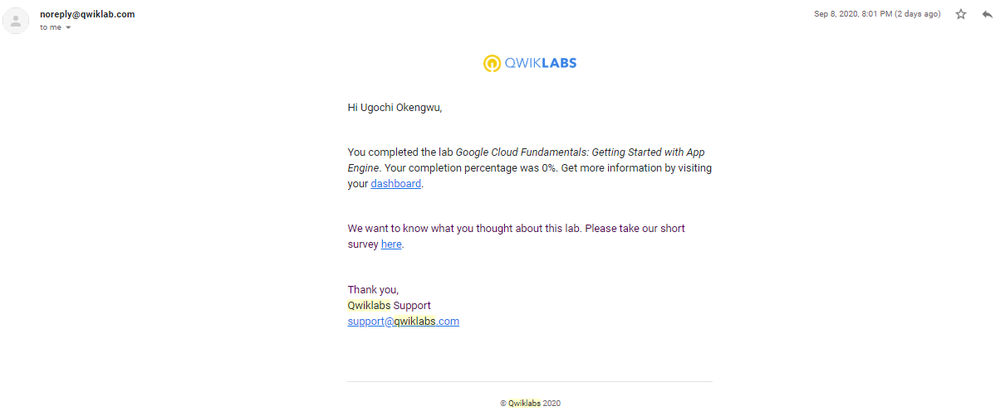 noreply@qwiklab.com
Sep 8, 2020, 8:01 PM (2 days ago)
to me
QWIKLABS
Hi Ugochi Okengwu,
You completed the lab Google Cloud Fundamentals: Getting Started with App
Engine. Your completion percentage was 0%. Get more information by visiting
your dashboard.
We want to know what you thought about this lab. Please take our short
survey here.
Thank you,
Qwiklabs Support
support@qwiklabs.com
© Qwiklabs 2020